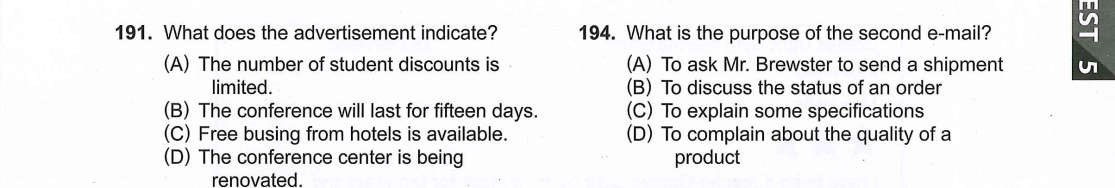 191. What does the advertisement indicate?
(A) The number of student discounts is
limited.
(B) The conference will last for fifteen days.
(C) Free busing from hotels is available.
(D) The conference center is being
renovated.
194. What is the purpose of the second e-mail?
(A) To ask Mr. Brewster to send a shipment
(B) To discuss the status of an order
(C) To explain some specifications
(D) To complain about the quality of a
product
EST 5